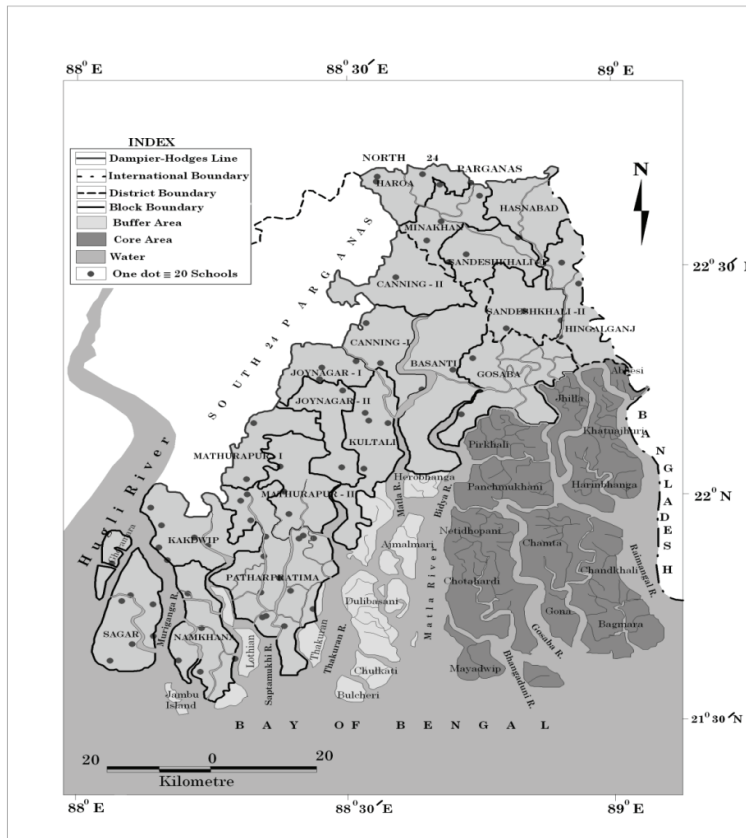 88° E
88° 30' E
89° E
INDEX
Dampier-Hodges Line
International Boundary
District Boundary
Block Boundary
Buffer Area
Core Area
Water
One dot ≡ 20 Schools
N
NORTH 24 PARGANAS
SOUTH 24 PARGANAS
HAROA
HASNABAD
MINAKHAN
SANDESHKHALI
CANNING - II
22° 30' E
SANDESHKHALI - II
HINGALGANJ
CANNING - I
BASANTI
GOSABA
JOYNAGAR - I
JOYNAGAR - II
KULTALI
MATHURAPUR - I
MATHURAPUR - II
Jhilla
Khatuajhuri
Pirkhali
Panchmukhani
Harinbhanga
Herobhanga
Matla R.
Bidya R.
BANGLADESH
22° N
Hugli River
KAKDWIP
PATHARPRATIMA
Ajmalmari
Netidhopani
Chamta
Chandkhali
Raimangal R.
Chotahardi
Dulibasani
Matla River
Gona
Gosaba R.
Bagmara
SAGAR
Muriganga R.
NAMKHANA
Lothian
Saptamukhi R.
Thakuran
Thakuran R.
Chulkati
Bulcheri
Mayadwip
Bhangaduni R.
Jambu
Island
BAY OF BENGAL
21° 30' N
20 0 20
Kilometre
88° E
88° 30' E
89° E